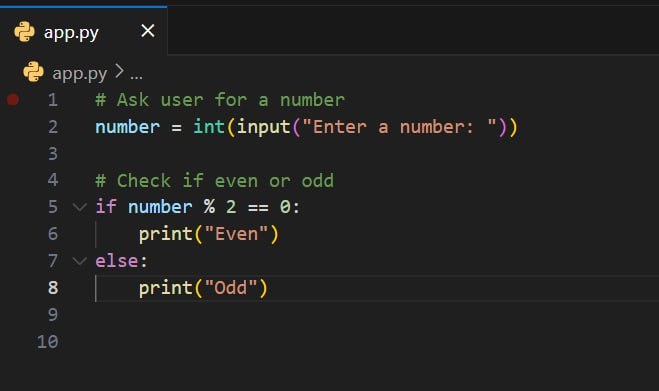 app.py ×
app.py > ...
1 # Ask user for a number
2 number = int(input("Enter a number: "))
3
4 # Check if even or odd
5 if number % 2 == 0:
6     print("Even")
7 else:
8     print("Odd")
9
10